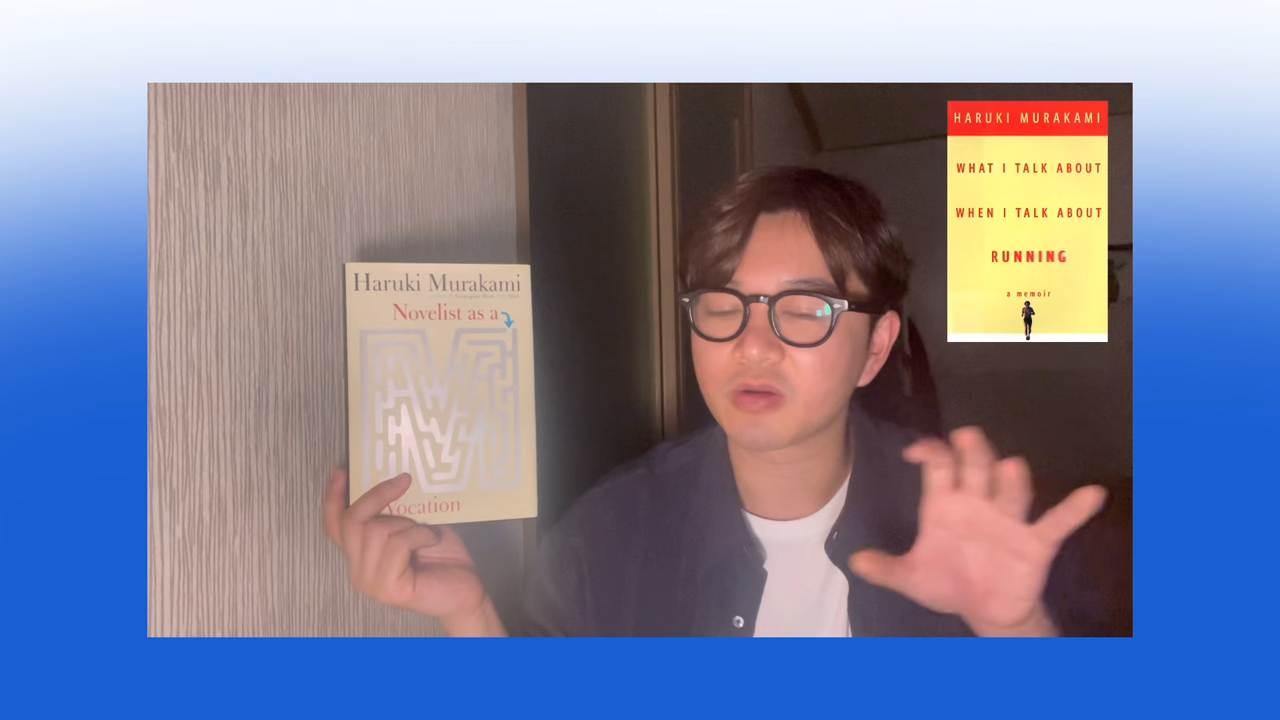 Haruki Murakami
Novelist as a
Vocation
HARUKI MURAKAMI
WHAT I TALK ABOUT
WHEN I TALK ABOUT
RUNNING
a memoir